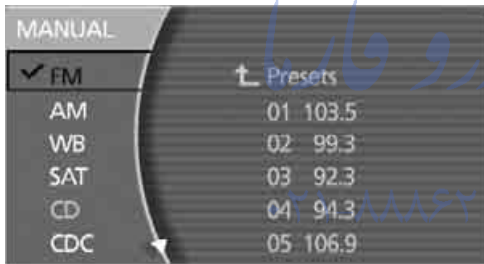 MANUAL
FM
Presets
AM
01 103.5
WB
02 99.3
SAT
03 92.3
CD
04 94.3
CDC
05 106.9